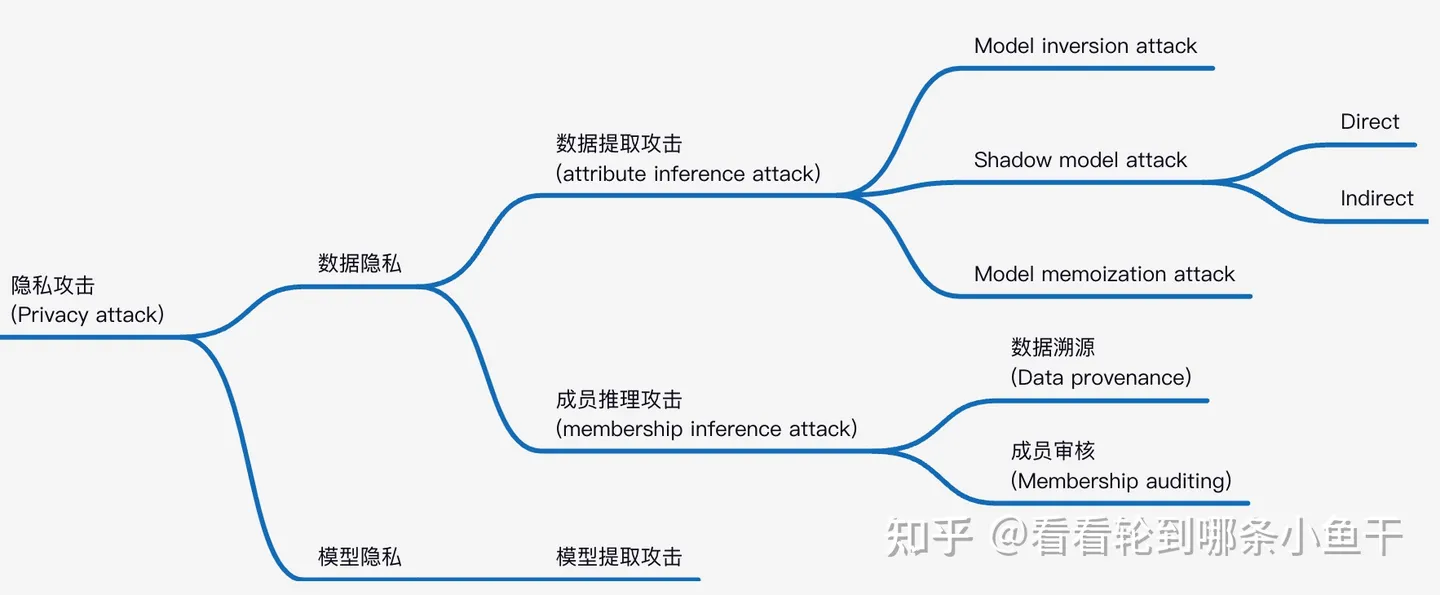 隐私攻击
(Privacy attack)
数据隐私
数据提取攻击
(attribute inference attack)
Model inversion attack
Shadow model attack
Direct
Indirect
Model memoization attack
成员推理攻击
(membership inference attack)
数据溯源
(Data provenance)
成员审核
(Membership auditing)
模型隐私
模型提取攻击
知乎 @看看轮到哪条小鱼干